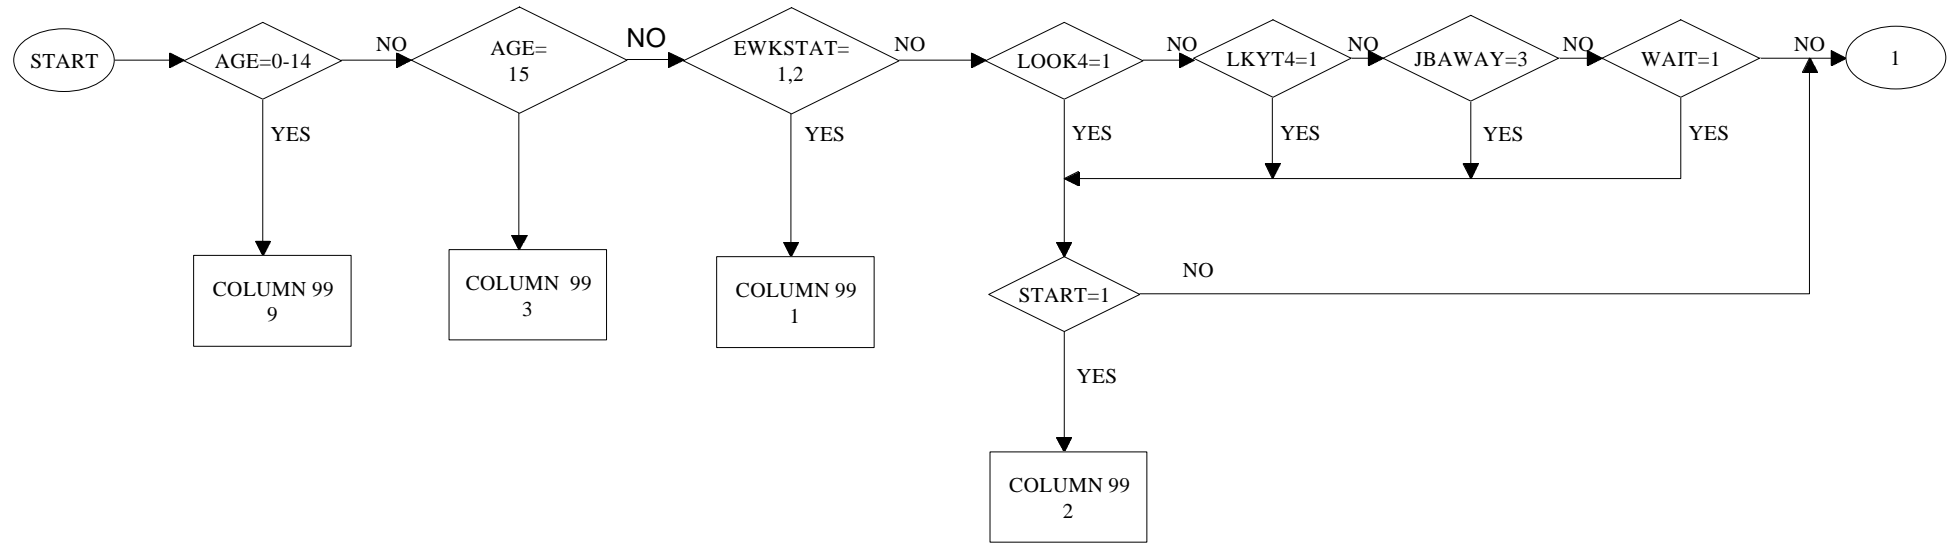 START
AGE=0-14
NO
AGE=
15
NO
EWKSTAT=
1,2
NO
LOOK4=1
NO
LKYT4=1
NO
JBAWAY=3
NO
WAIT=1
NO
1
YES
YES
YES
YES
YES
YES
COLUMN 99
9
COLUMN 99
3
COLUMN 99
1
START=1
NO
YES
COLUMN 99
2